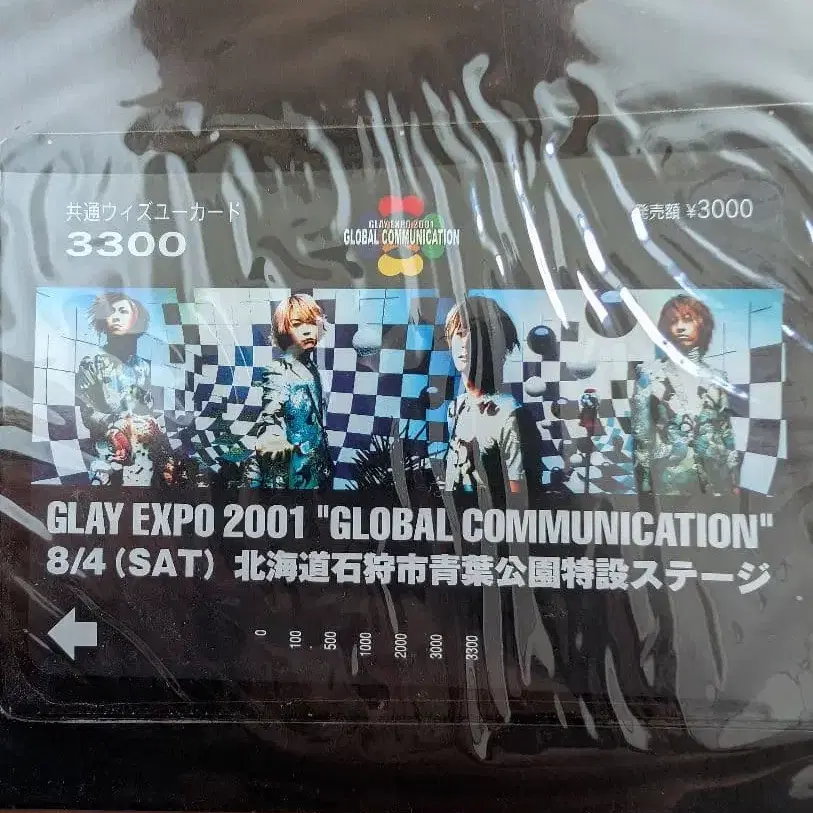 共通ウィズユーカード
3300
GLAY EXPO 2001
GLOBAL COMMUNICATION
発売額 ¥3000
GLAY EXPO 2001 "GLOBAL COMMUNICATION"
8/4 (SAT) 北海道石狩市青葉公園特設ステージ
0 100 500 1000 2000 3000 3300